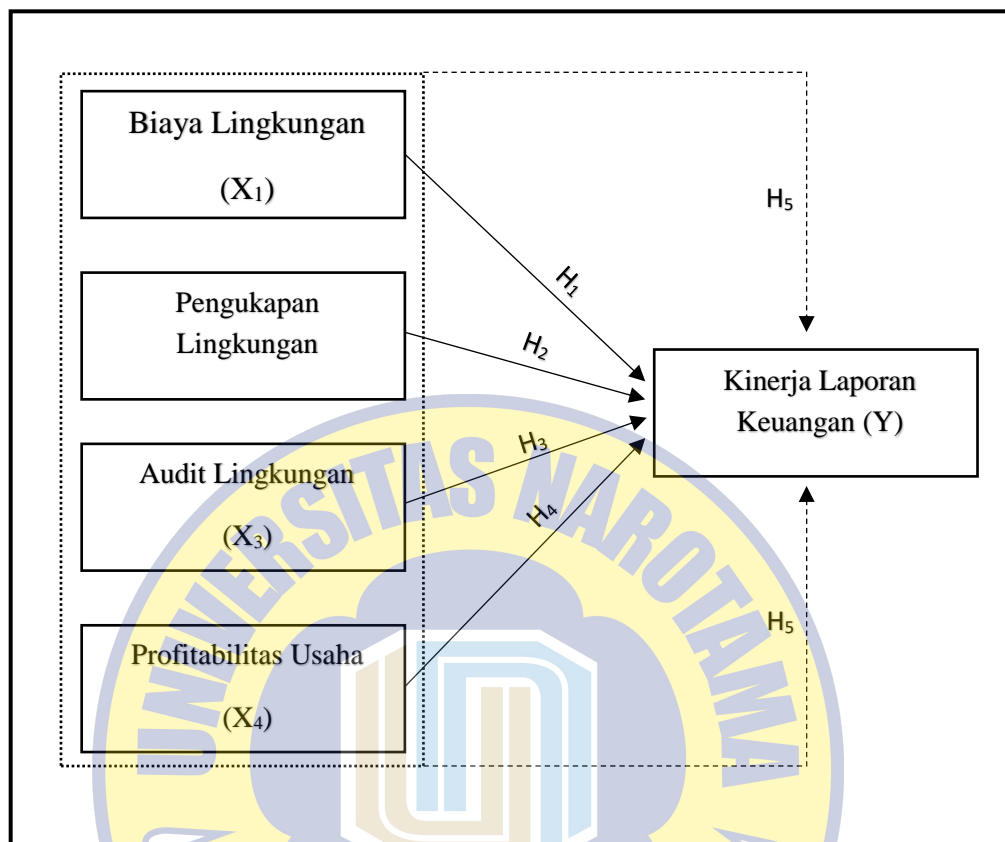 Biaya Lingkungan
(X₁)
H₅
Pengukapan
Lingkungan
H₁
H₂
Kinerja Laporan
Keuangan (Y)
Audit Lingkungan
(X₃)
H₃
H₄
Profitabilitas Usaha
(X₄)
H₅
UNIVERSITAS NAROTAMA